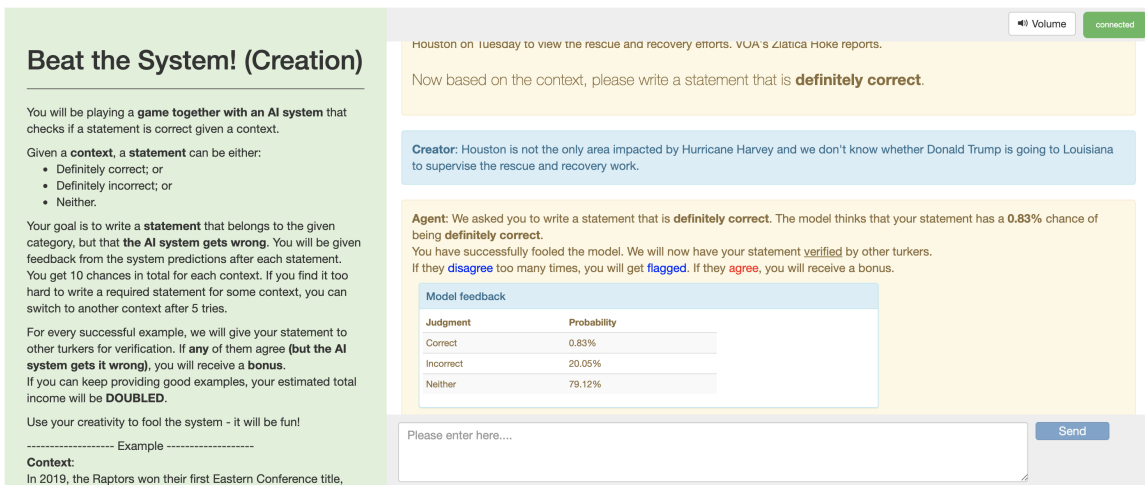 Volume
connected
Beat the System! (Creation)
You will be playing a game together with an AI system that
checks if a statement is correct given a context.
Given a context, a statement can be either:
• Definitely correct; or
• Definitely incorrect; or
• Neither.
Your goal is to write a statement that belongs to the given
category, but that the AI system gets wrong. You will be given
feedback from the system predictions after each statement.
You get 10 chances in total for each context. If you find it too
hard to write a required statement for some context, you can
switch to another context after 5 tries.
For every successful example, we will give your statement to
other turkers for verification. If any of them agree (but the AI
system gets it wrong), you will receive a bonus.
If you can keep providing good examples, your estimated total
income will be DOUBLED.
Use your creativity to fool the system - it will be fun!
------------------- Example ------------------
Context:
In 2019, the Raptors won their first Eastern Conference title,
Houston on Tuesday to view the rescue and recovery efforts. VOA's Zlatica Hoke reports.
Now based on the context, please write a statement that is definitely correct.
Creator: Houston is not the only area impacted by Hurricane Harvey and we don't know whether Donald Trump is going to Louisiana
to supervise the rescue and recovery work.
Agent: We asked you to write a statement that is definitely correct. The model thinks that your statement has a 0.83% chance of
being definitely correct.
You have successfully fooled the model. We will now have your statement verified by other turkers.
If they disagree too many times, you will get flagged. If they agree, you will receive a bonus.
Model feedback
Judgment Probability
Correct 0.83%
Incorrect 20.05%
Neither 79.12%
Please enter here....
Send